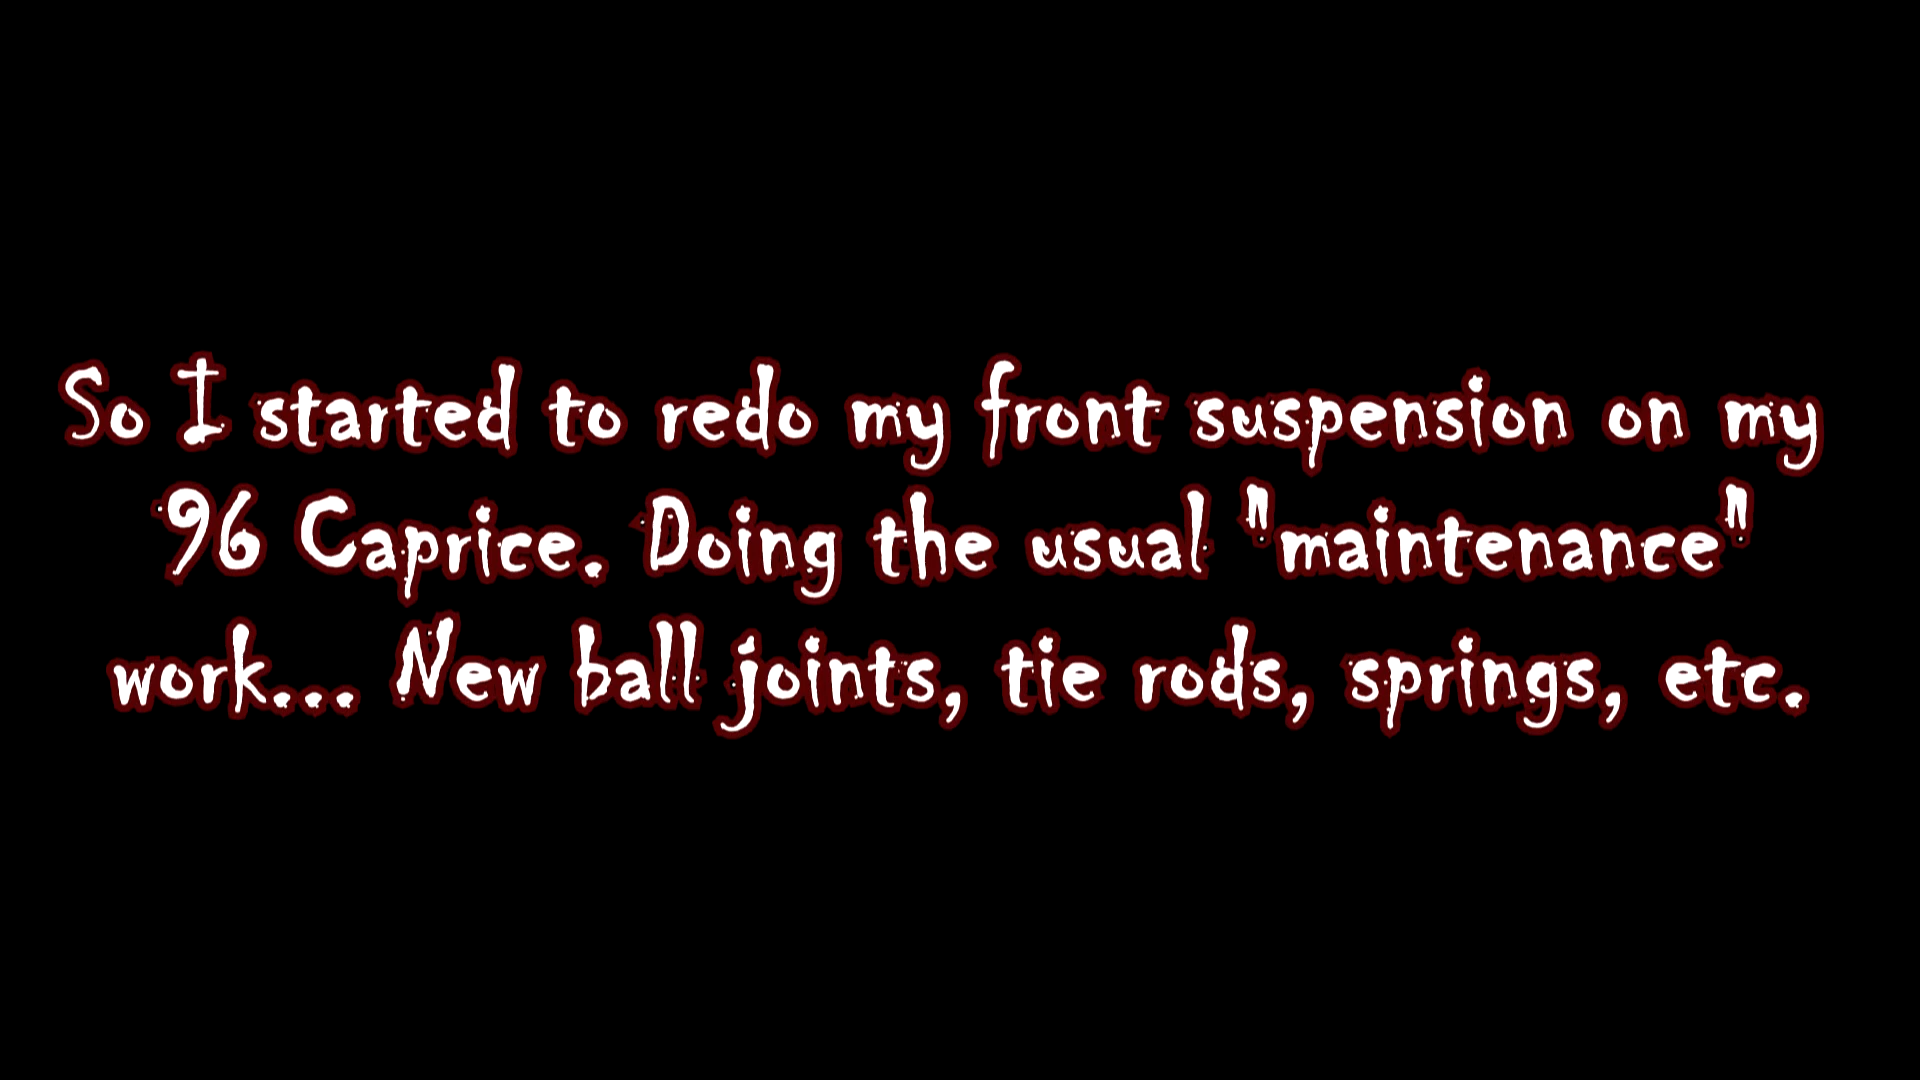 So I started to redo my front suspension on my
96 Caprice. Doing the usual "maintenance"
work... New ball joints, tie rods, springs, etc.